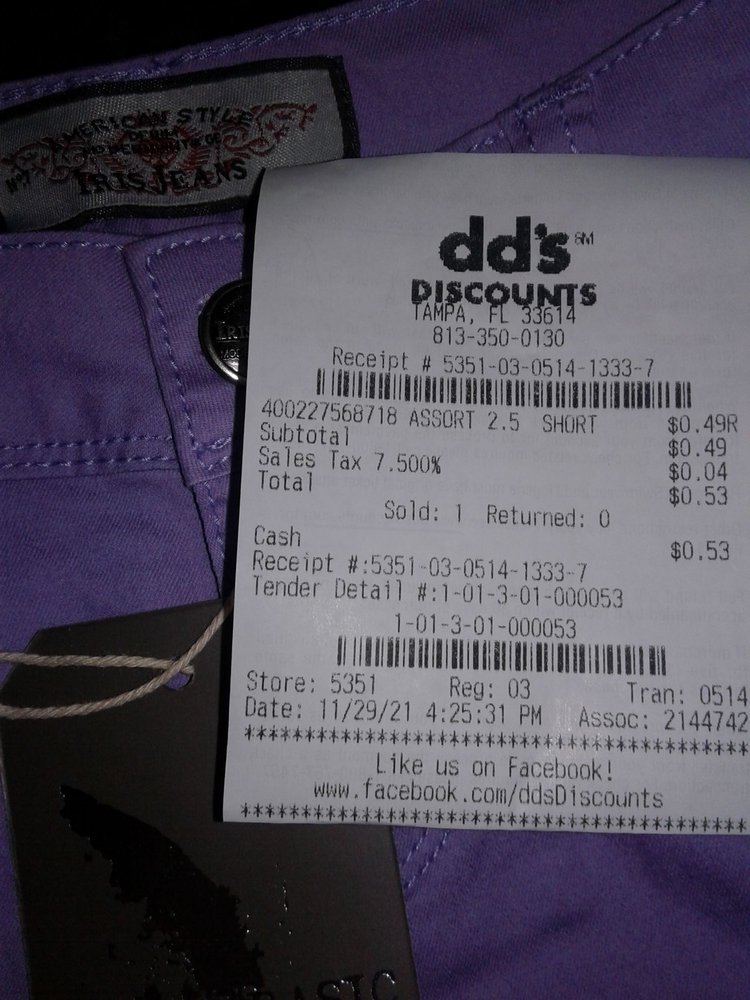 AMERICAN STYLE
DENIM
IRIS JEANS
IRIS
dd's SM
DISCOUNTS
TAMPA, FL 33614
813-350-0130
Receipt # 5351-03-0514-1333-7
400227568718 ASSORT 2.5 SHORT $0.49R
Subtotal $0.49
Sales Tax 7.500% $0.04
Total $0.53
Sold: 1 Returned: 0
Cash $0.53
Receipt #:5351-03-0514-1333-7
Tender Detail #:1-01-3-01-000053
1-01-3-01-000053
Store: 5351 Reg: 03 Tran: 0514
Date: 11/29/21 4:25:31 PM Assoc: 2144742
*****************************************
Like us on Facebook!
www.facebook.com/ddsDiscounts
*****************************************